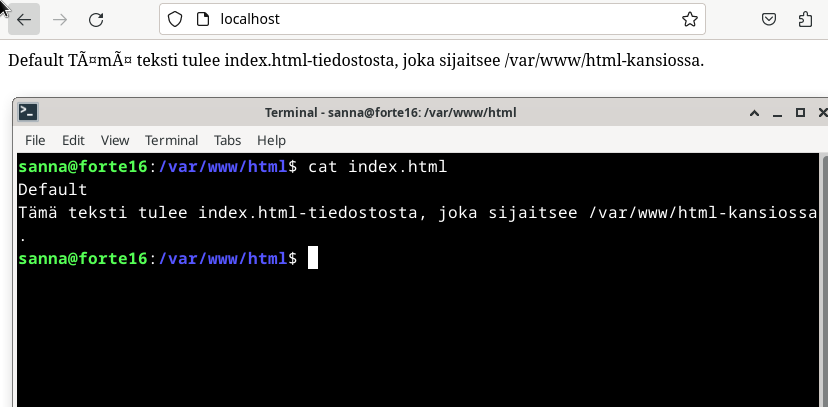 localhost
Default TÃ¤mÃ¤ teksti tulee index.html-tiedostosta, joka sijaitsee /var/www/html-kansiossa.
Terminal - sanna@forte16: /var/www/html
File Edit View Terminal Tabs Help
sanna@forte16:/var/www/html$ cat index.html
Default
Tämä teksti tulee index.html-tiedostosta, joka sijaitsee /var/www/html-kansiossa
.
sanna@forte16:/var/www/html$